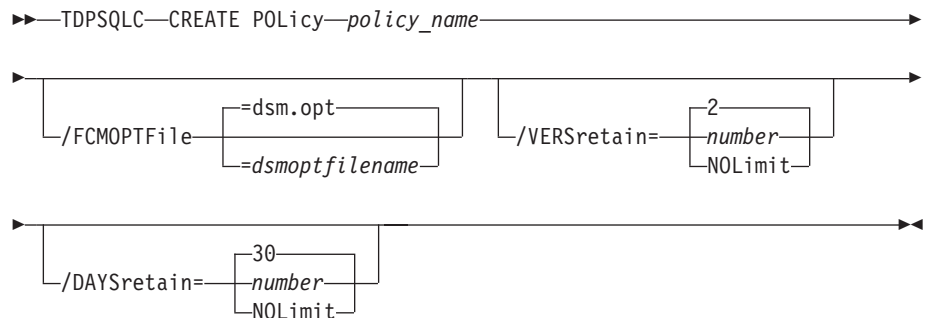 TDPSQLC CREATE POLicy policy_name
=dsm.opt
/FCMOPTFile
=dsmoptfilename
2
/VERSretain= number
NOLimit
30
/DAYSretain= number
NOLimit